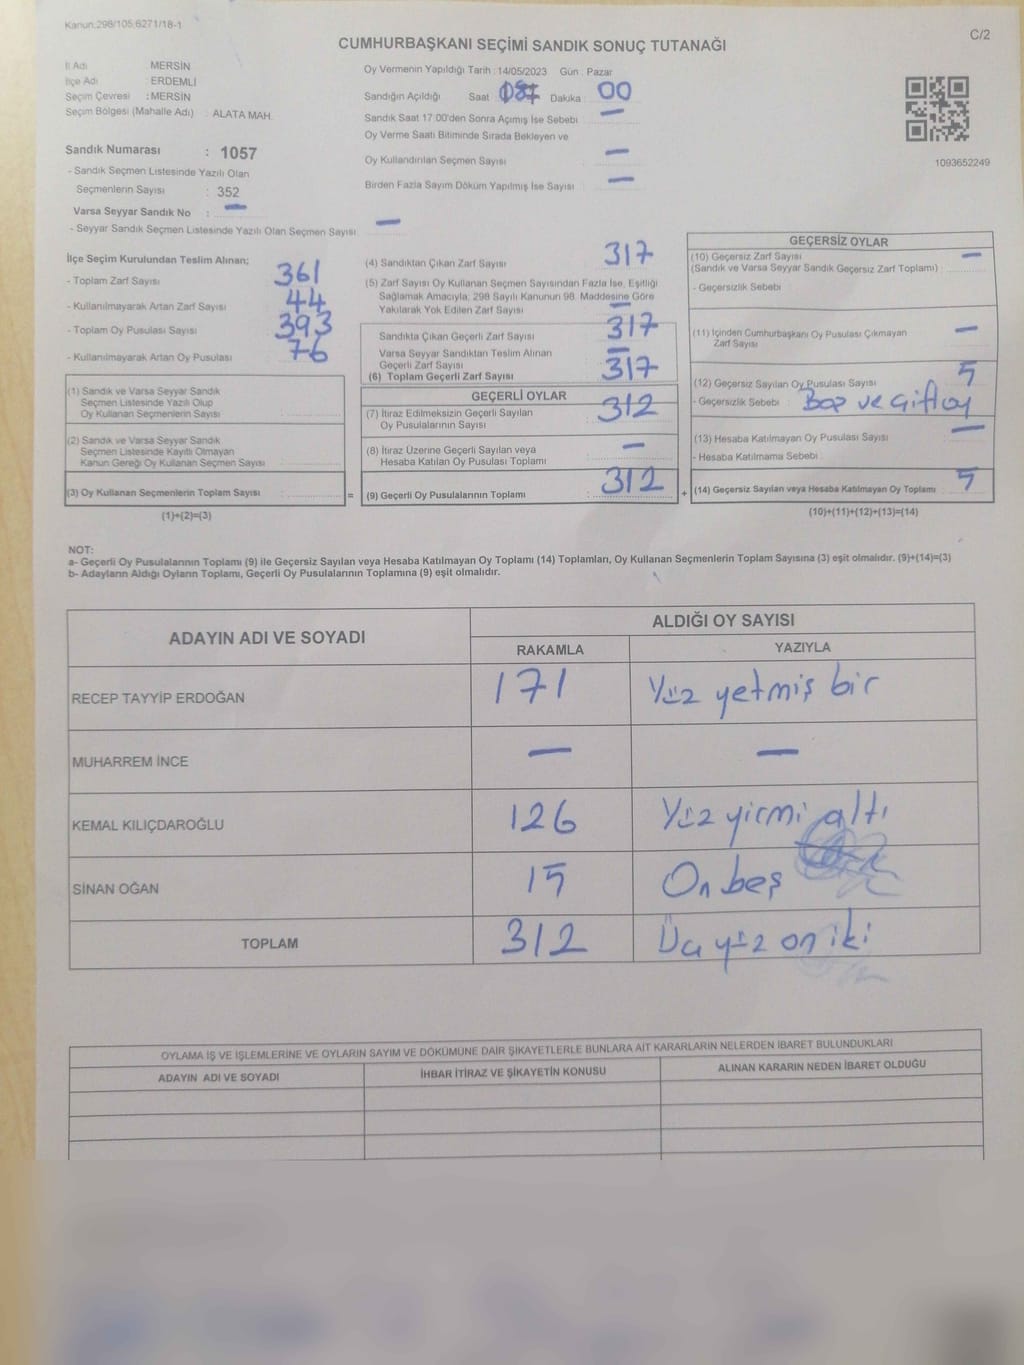 Kanun.298/105,6271/18-1
C/2
CUMHURBAŞKANI SEÇİMİ SANDIK SONUÇ TUTANAĞI
İl Adı : MERSİN
İlçe Adı : ERDEMLİ
Seçim Çevresi : MERSİN
Seçim Bölgesi (Mahalle Adı) : ALATA MAH.
Sandık Numarası : 1057
- Sandık Seçmen Listesinde Yazılı Olan
Seçmenlerin Sayısı : 352
Varsa Seyyar Sandık No : —
- Seyyar Sandık Seçmen Listesinde Yazılı Olan Seçmen Sayısı —
Oy Vermenin Yapıldığı Tarih : 14/05/2023 Gün : Pazar
Sandığın Açıldığı Saat Dakika : 00
Sandık Saat 17:00'den Sonra Açımış İse Sebebi —
Oy Verme Saati Bitiminde Sırada Bekleyen ve
Oy Kullandırılan Seçmen Sayısı —
Birden Fazla Sayım Döküm Yapılmış İse Sayısı —
1093652249
İlçe Seçim Kurulundan Teslim Alınan;
- Toplam Zarf Sayısı 361
- Kullanılmayarak Artan Zarf Sayısı 44
- Toplam Oy Pusulası Sayısı 393
- Kullanılmayarak Artan Oy Pusulası 76
(1) Sandık ve Varsa Seyyar Sandık
Seçmen Listesinde Yazılı Olup
Oy Kullanan Seçmenlerin Sayısı :
(2) Sandık ve Varsa Seyyar Sandık
Seçmen Listesinde Kayıtlı Olmayan
Kanun Gereği Oy Kullanan Seçmen Sayısı :
(3) Oy Kullanan Seçmenlerin Toplam Sayısı :
(1)+(2)=(3)
=
(4) Sandıktan Çıkan Zarf Sayısı : 317
(5) Zarf Sayısı Oy Kullanan Seçmen Sayısından Fazla İse, Eşitliği
Sağlamak Amacıyla; 298 Sayılı Kanunun 98. Maddesine Göre
Yakılarak Yok Edilen Zarf Sayısı : —
Sandıkta Çıkan Geçerli Zarf Sayısı : 317
Varsa Seyyar Sandıktan Teslim Alınan
Geçerli Zarf Sayısı —
(6) Toplam Geçerli Zarf Sayısı 317
GEÇERLİ OYLAR
(7) İtiraz Edilmeksizin Geçerli Sayılan
Oy Pusulalarının Sayısı : 312
(8) İtiraz Üzerine Geçerli Sayılan veya
Hesaba Katılan Oy Pusulası Toplamı : —
(9) Geçerli Oy Pusulalarının Toplamı : 312
+
GEÇERSİZ OYLAR
(10) Geçersiz Zarf Sayısı —
(Sandık ve Varsa Seyyar Sandık Geçersiz Zarf Toplamı) :
- Geçersizlik Sebebi :
(11) İçinden Cumhurbaşkanı Oy Pusulası Çıkmayan —
Zarf Sayısı :
(12) Geçersiz Sayılan Oy Pusulası Sayısı : 5
- Geçersizlik Sebebi : Boş ve Çift oy
(13) Hesaba Katılmayan Oy Pusulası Sayısı : —
- Hesaba Katılmama Sebebi :
(14) Geçersiz Sayılan veya Hesaba Katılmayan Oy Toplamı : 5
(10)+(11)+(12)+(13)=(14)
NOT:
a- Geçerli Oy Pusulalarının Toplamı (9) ile Geçersiz Sayılan veya Hesaba Katılmayan Oy Toplamı (14) Toplamları, Oy Kullanan Seçmenlerin Toplam Sayısına (3) eşit olmalıdır. (9)+(14)=(3)
b- Adayların Aldığı Oyların Toplamı, Geçerli Oy Pusulalarının Toplamına (9) eşit olmalıdır.
ADAYIN ADI VE SOYADI
ALDIĞI OY SAYISI
RAKAMLA YAZIYLA
RECEP TAYYİP ERDOĞAN 171 Yüz yetmiş bir
MUHARREM İNCE — —
KEMAL KILIÇDAROĞLU 126 Yüz yirmi altı
SİNAN OĞAN 15 On beş
TOPLAM 312 Üç yüz on iki
OYLAMA İŞ VE İŞLEMLERİNE VE OYLARIN SAYIM VE DÖKÜMÜNE DAİR ŞİKAYETLERLE BUNLARA AİT KARARLARIN NELERDEN İBARET BULUNDUKLARI
ADAYIN ADI VE SOYADI İHBAR İTİRAZ VE ŞİKAYETİN KONUSU ALINAN KARARIN NEDEN İBARET OLDUĞU